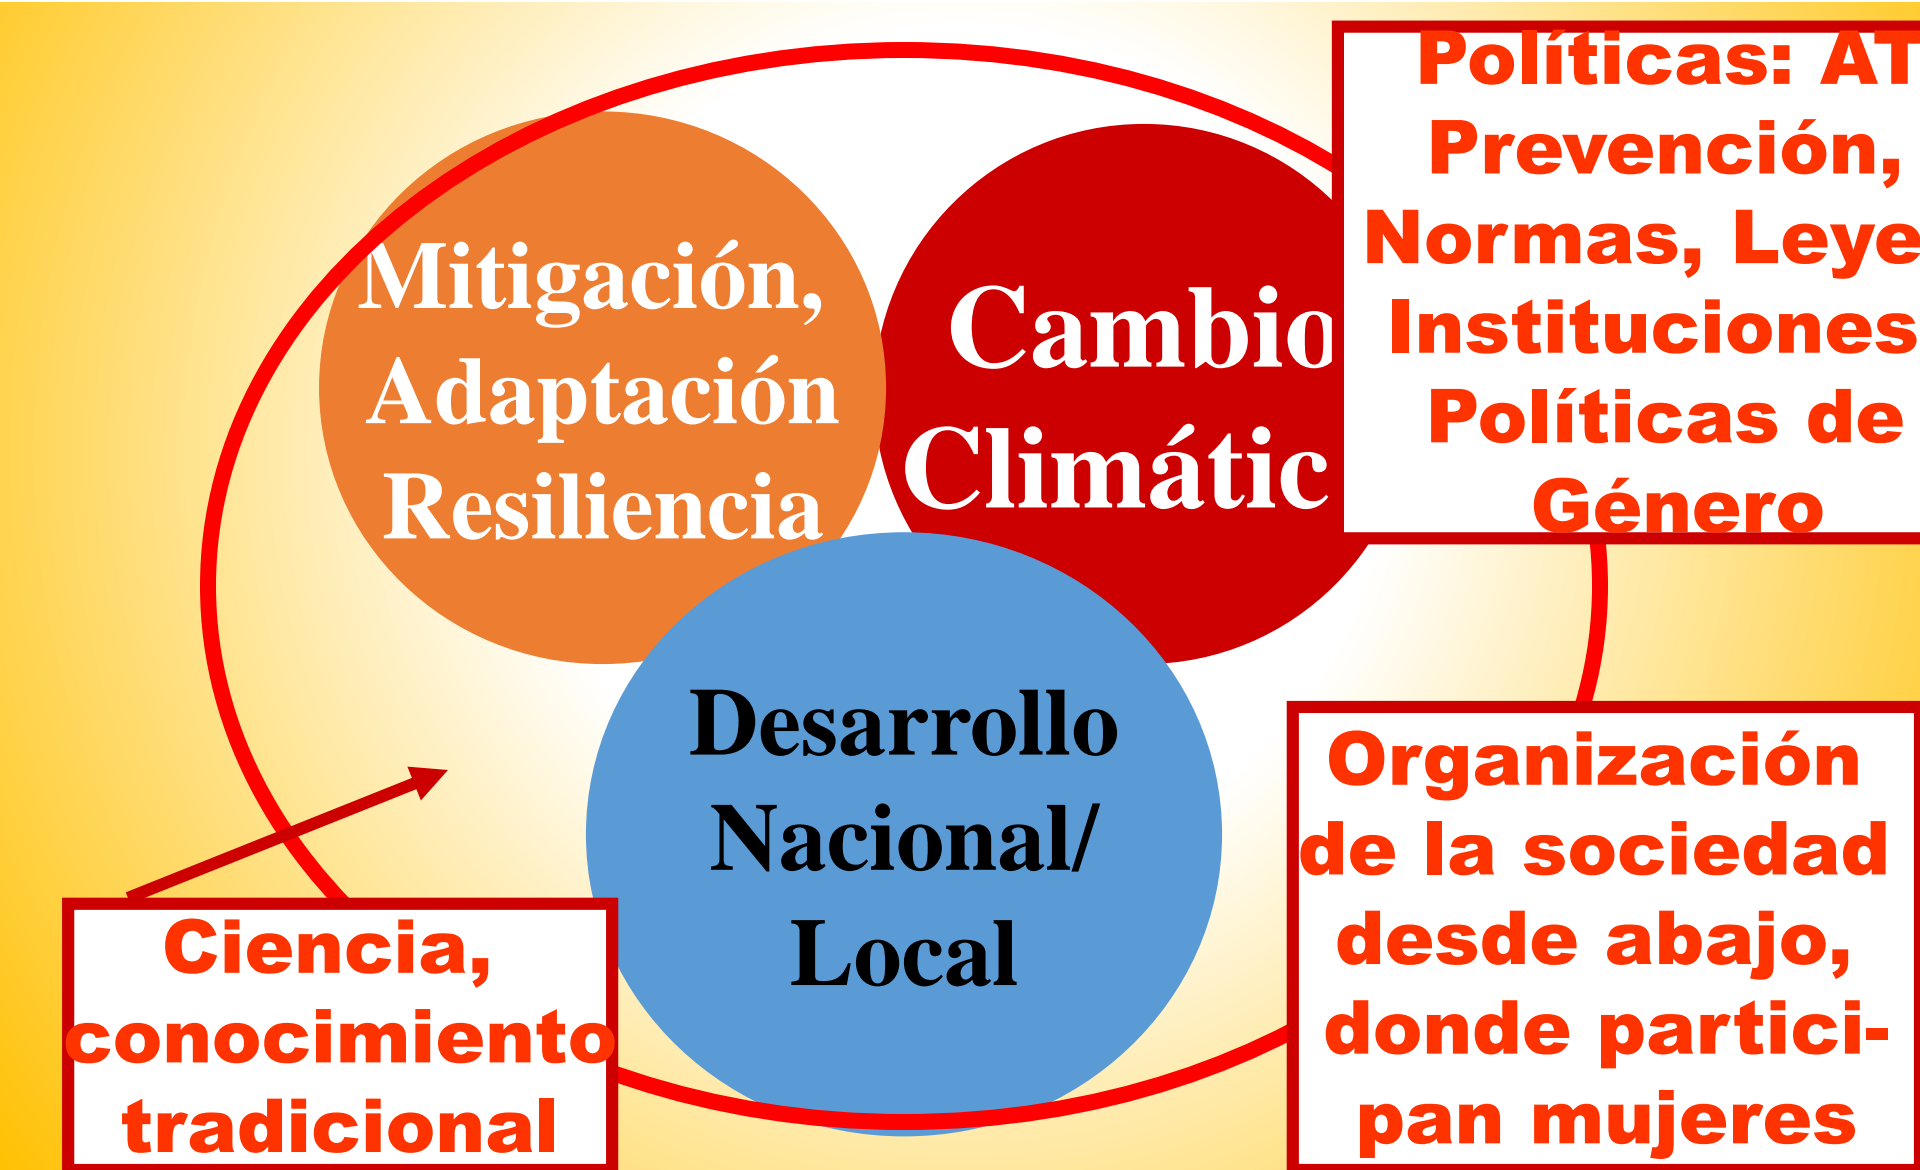 Mitigación,
Adaptación
Resiliencia
Cambio
Climátic
Políticas: AT
Prevención,
Normas, Leye
Instituciones
Políticas de
Género
Desarrollo
Nacional/
Local
Organización
de la sociedad
desde abajo,
donde partici-
pan mujeres
Ciencia,
conocimiento
tradicional